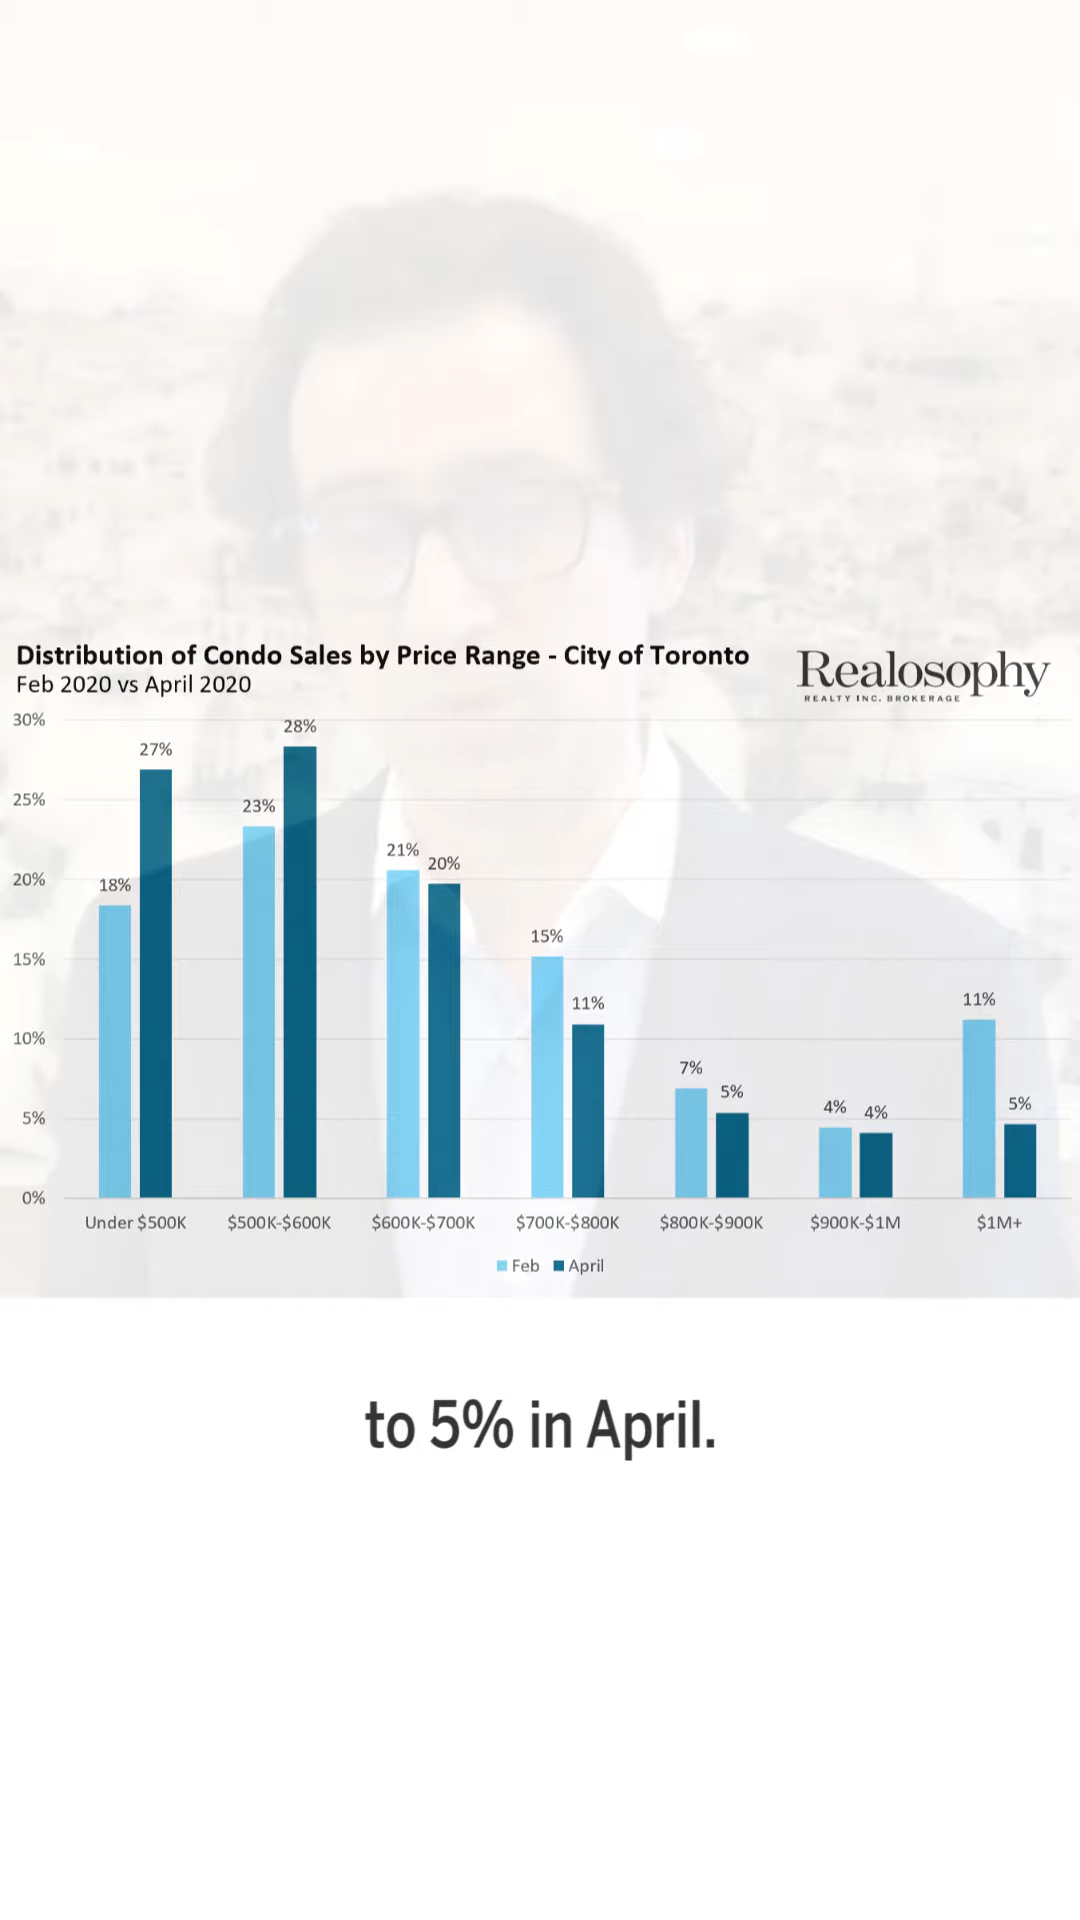 Distribution of Condo Sales by Price Range - City of Toronto
Feb 2020 vs April 2020
Realosophy
REALTY INC. BROKERAGE
30%
25%
20%
15%
10%
5%
0%
18%
27%
23%
28%
21%
20%
15%
11%
7%
5%
4%
4%
11%
5%
Under $500K
$500K-$600K
$600K-$700K
$700K-$800K
$800K-$900K
$900K-$1M
$1M+
Feb
April
to 5% in April.